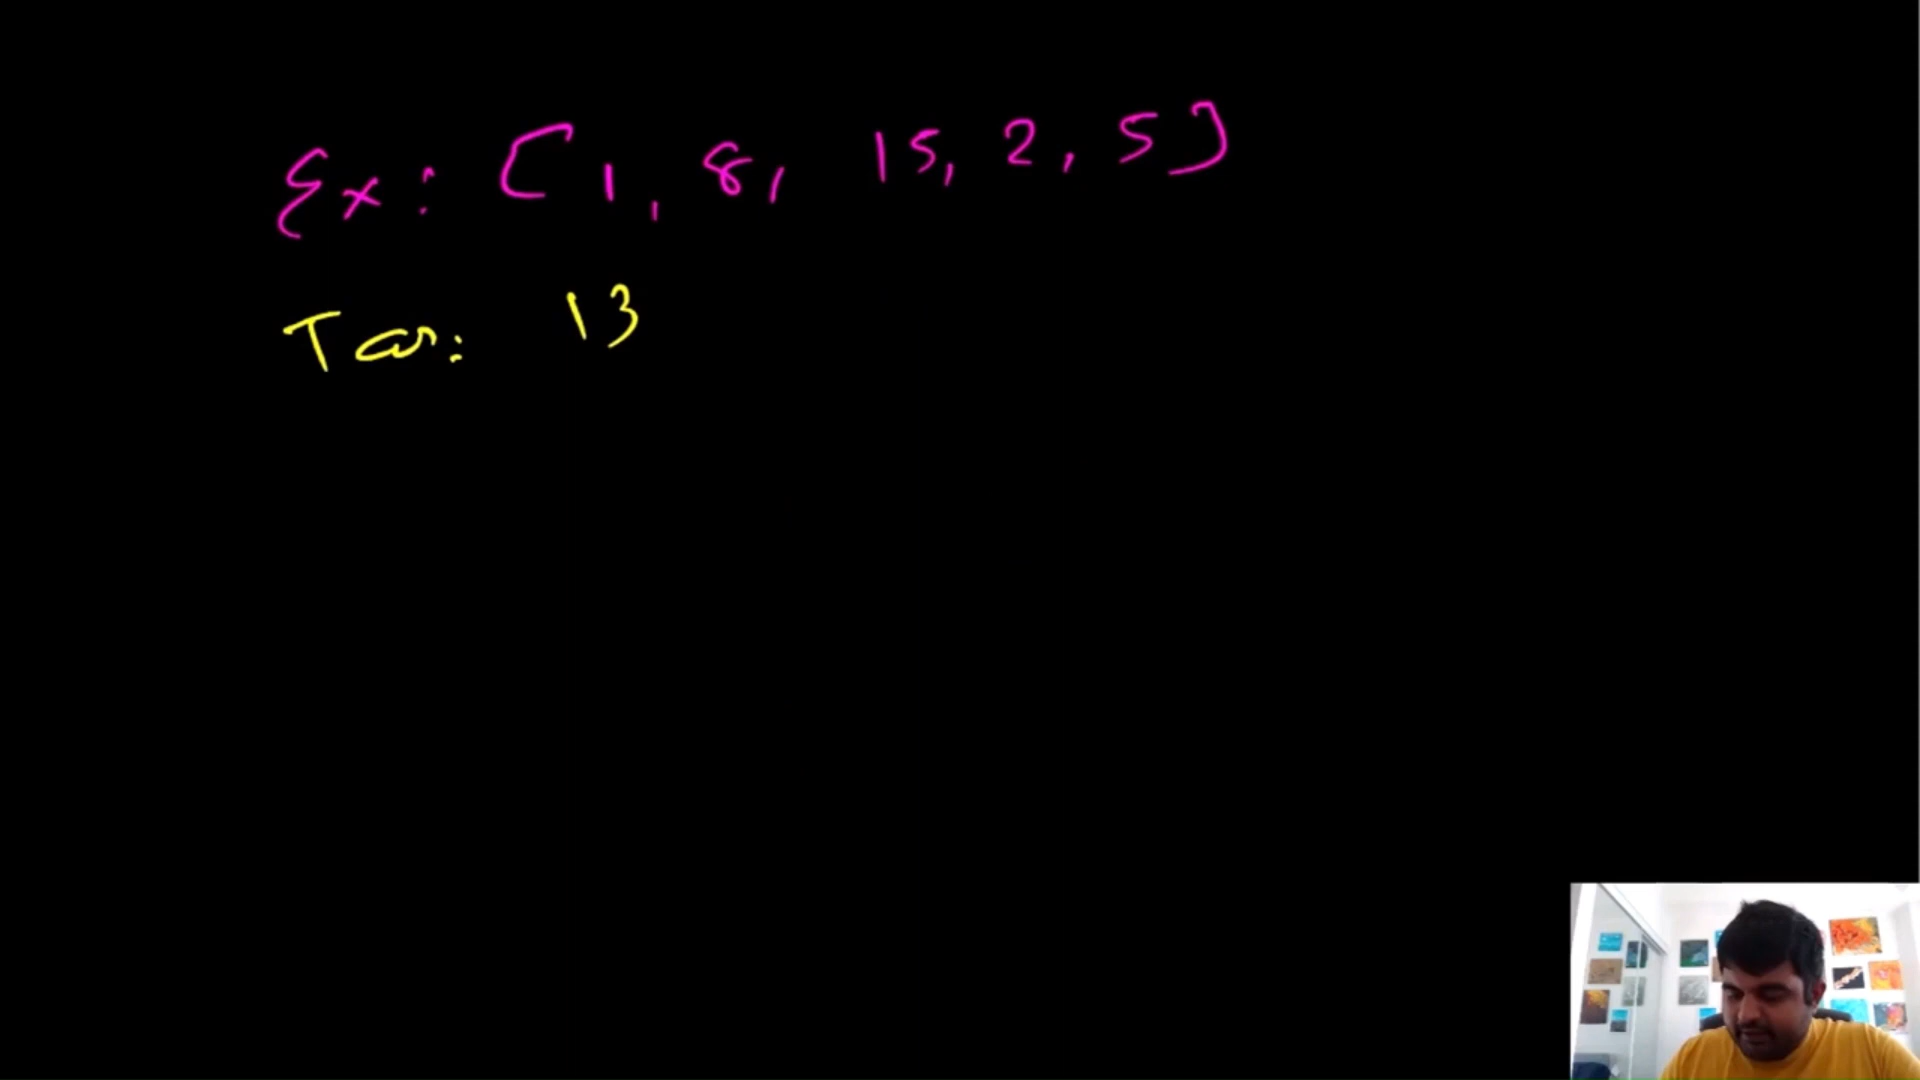 Ex: [1, 8, 15, 2, 5]
Tar: 13